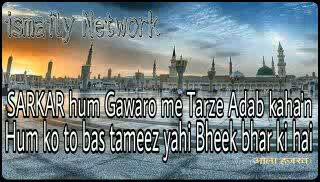 ismaily Network
SARKAR hum Gawaro me Tarze Adab kahain
Hum ko to bas tameez yahi Bheek bhar ki hai
आला हज़रत